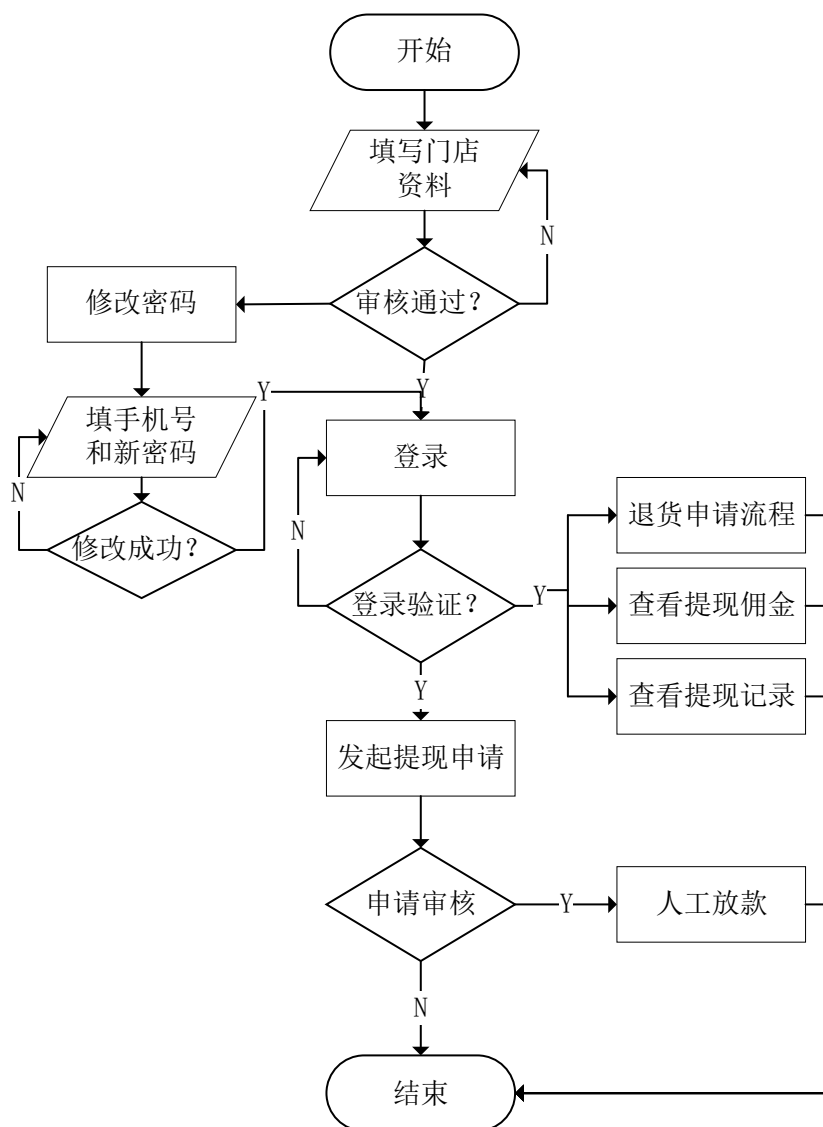 开始
填写门店
资料
N
审核通过?
修改密码
Y
Y
填手机号
和新密码
N
修改成功?
登录
N
登录验证?
Y
退货申请流程
查看提现佣金
查看提现记录
Y
发起提现申请
申请审核
Y
人工放款
N
结束